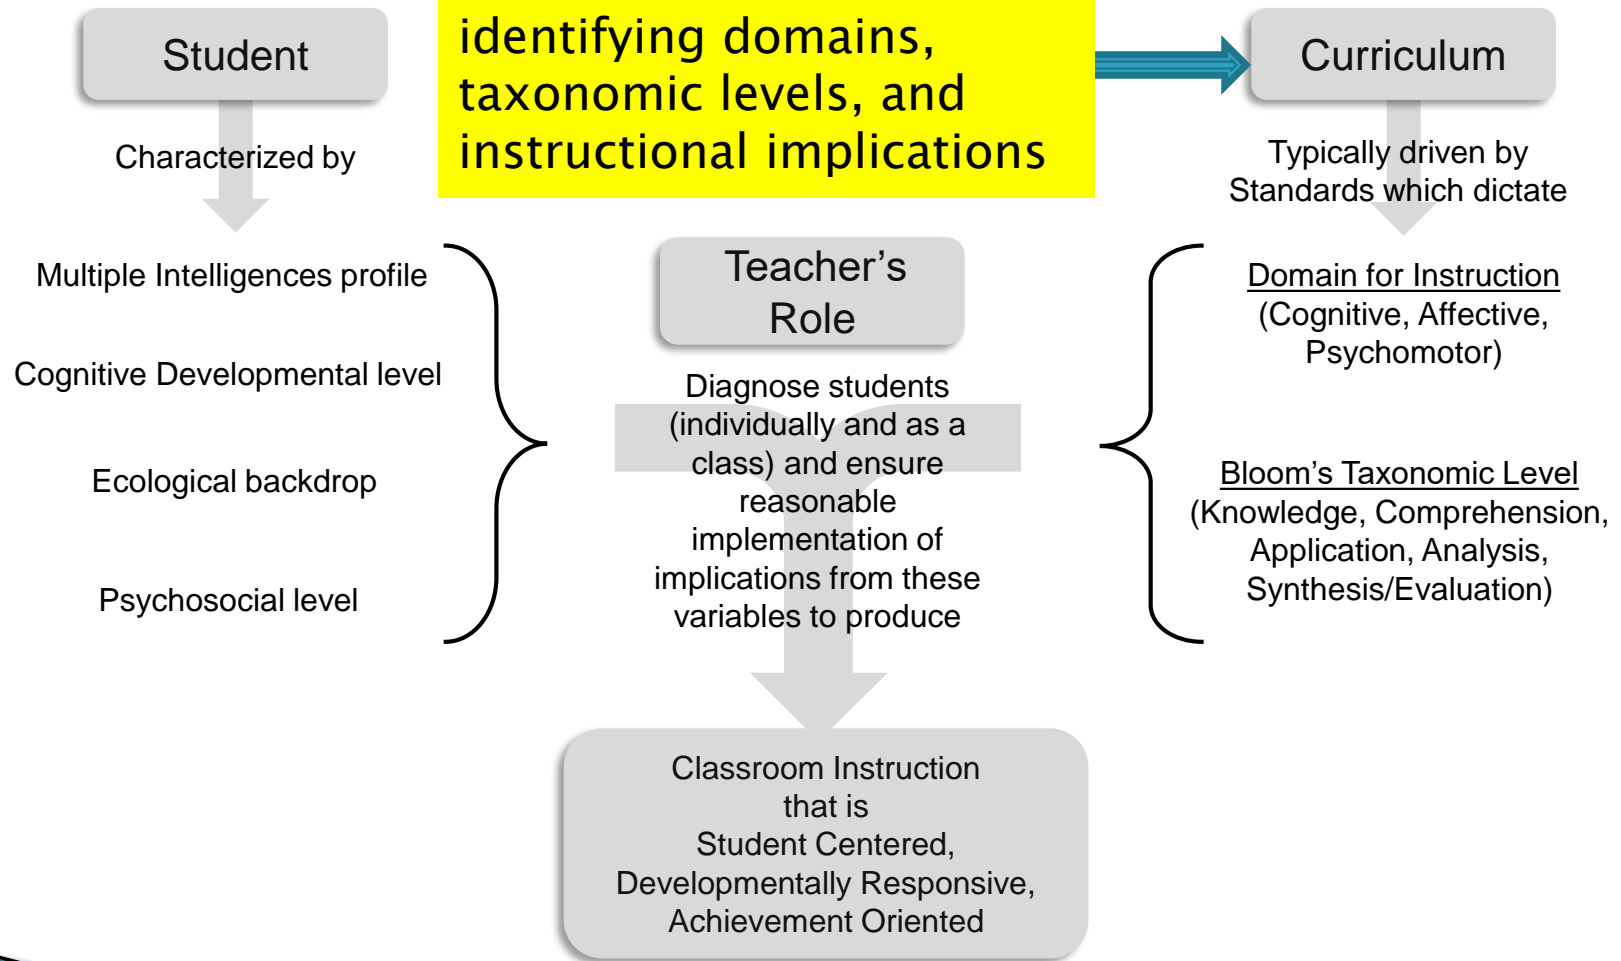 Student
Characterized by
Multiple Intelligences profile
Cognitive Developmental level
Ecological backdrop
Psychosocial level
identifying domains,
taxonomic levels, and
instructional implications
Teacher’s
Role
Diagnose students
(individually and as a
class) and ensure
reasonable
implementation of
implications from these
variables to produce
Classroom Instruction
that is
Student Centered,
Developmentally Responsive,
Achievement Oriented
Curriculum
Typically driven by
Standards which dictate
Domain for Instruction
(Cognitive, Affective,
Psychomotor)
Bloom’s Taxonomic Level
(Knowledge, Comprehension,
Application, Analysis,
Synthesis/Evaluation)